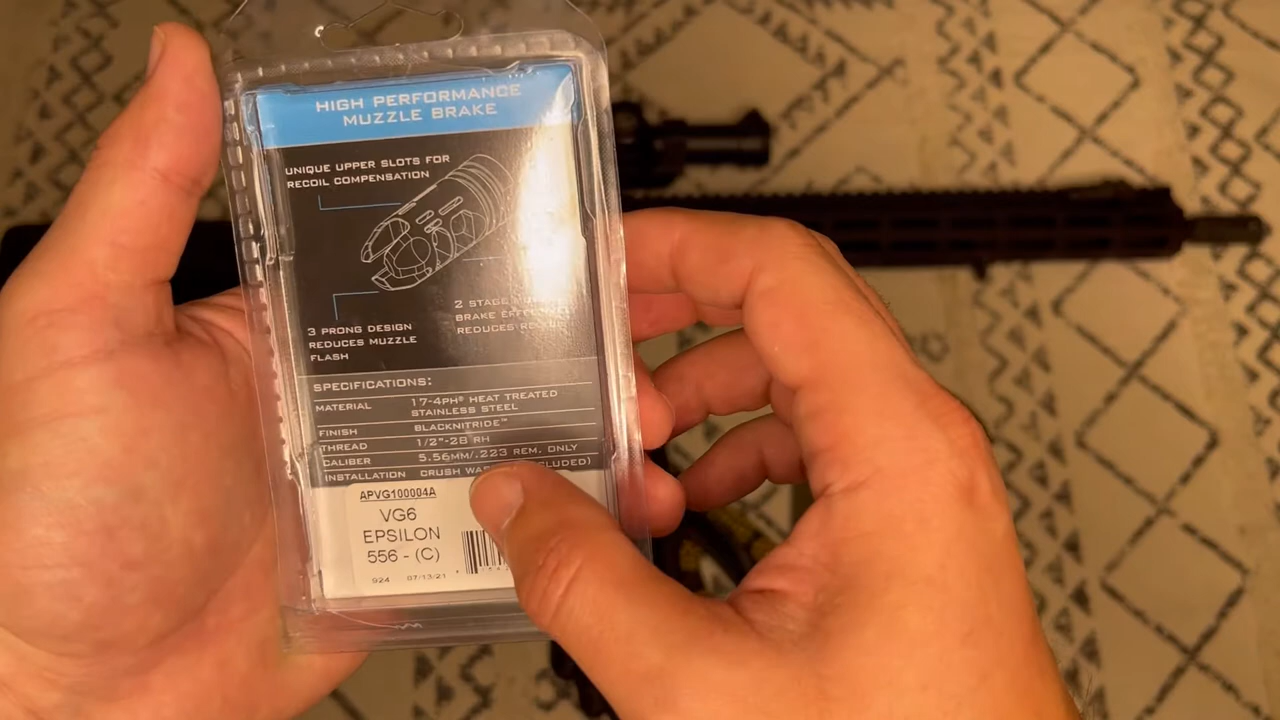 HIGH PERFORMANCE
MUZZLE BRAKE
UNIQUE UPPER SLOTS FOR
RECOIL COMPENSATION
3 PRONG DESIGN
REDUCES MUZZLE
FLASH
2 STAGE
BRAKE
REDUCES
SPECIFICATIONS:
MATERIAL 17-4PH® HEAT TREATED
STAINLESS STEEL
FINISH BLACKNITRIDE™
THREAD 1/2"-28 RH
CALIBER 5.56MM/.223 REM. ONLY
INSTALLATION CRUSH
APVG100004A
VG6
EPSILON
556 - (C)
924 07/13/21